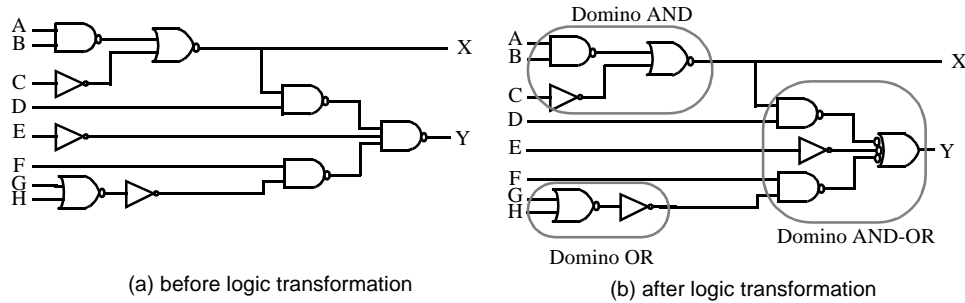 A
B
C
D
E
F
G
H
X
Y
(a) before logic transformation
Domino AND
A
B
C
D
E
F
G
H
X
Y
Domino OR
Domino AND-OR
(b) after logic transformation